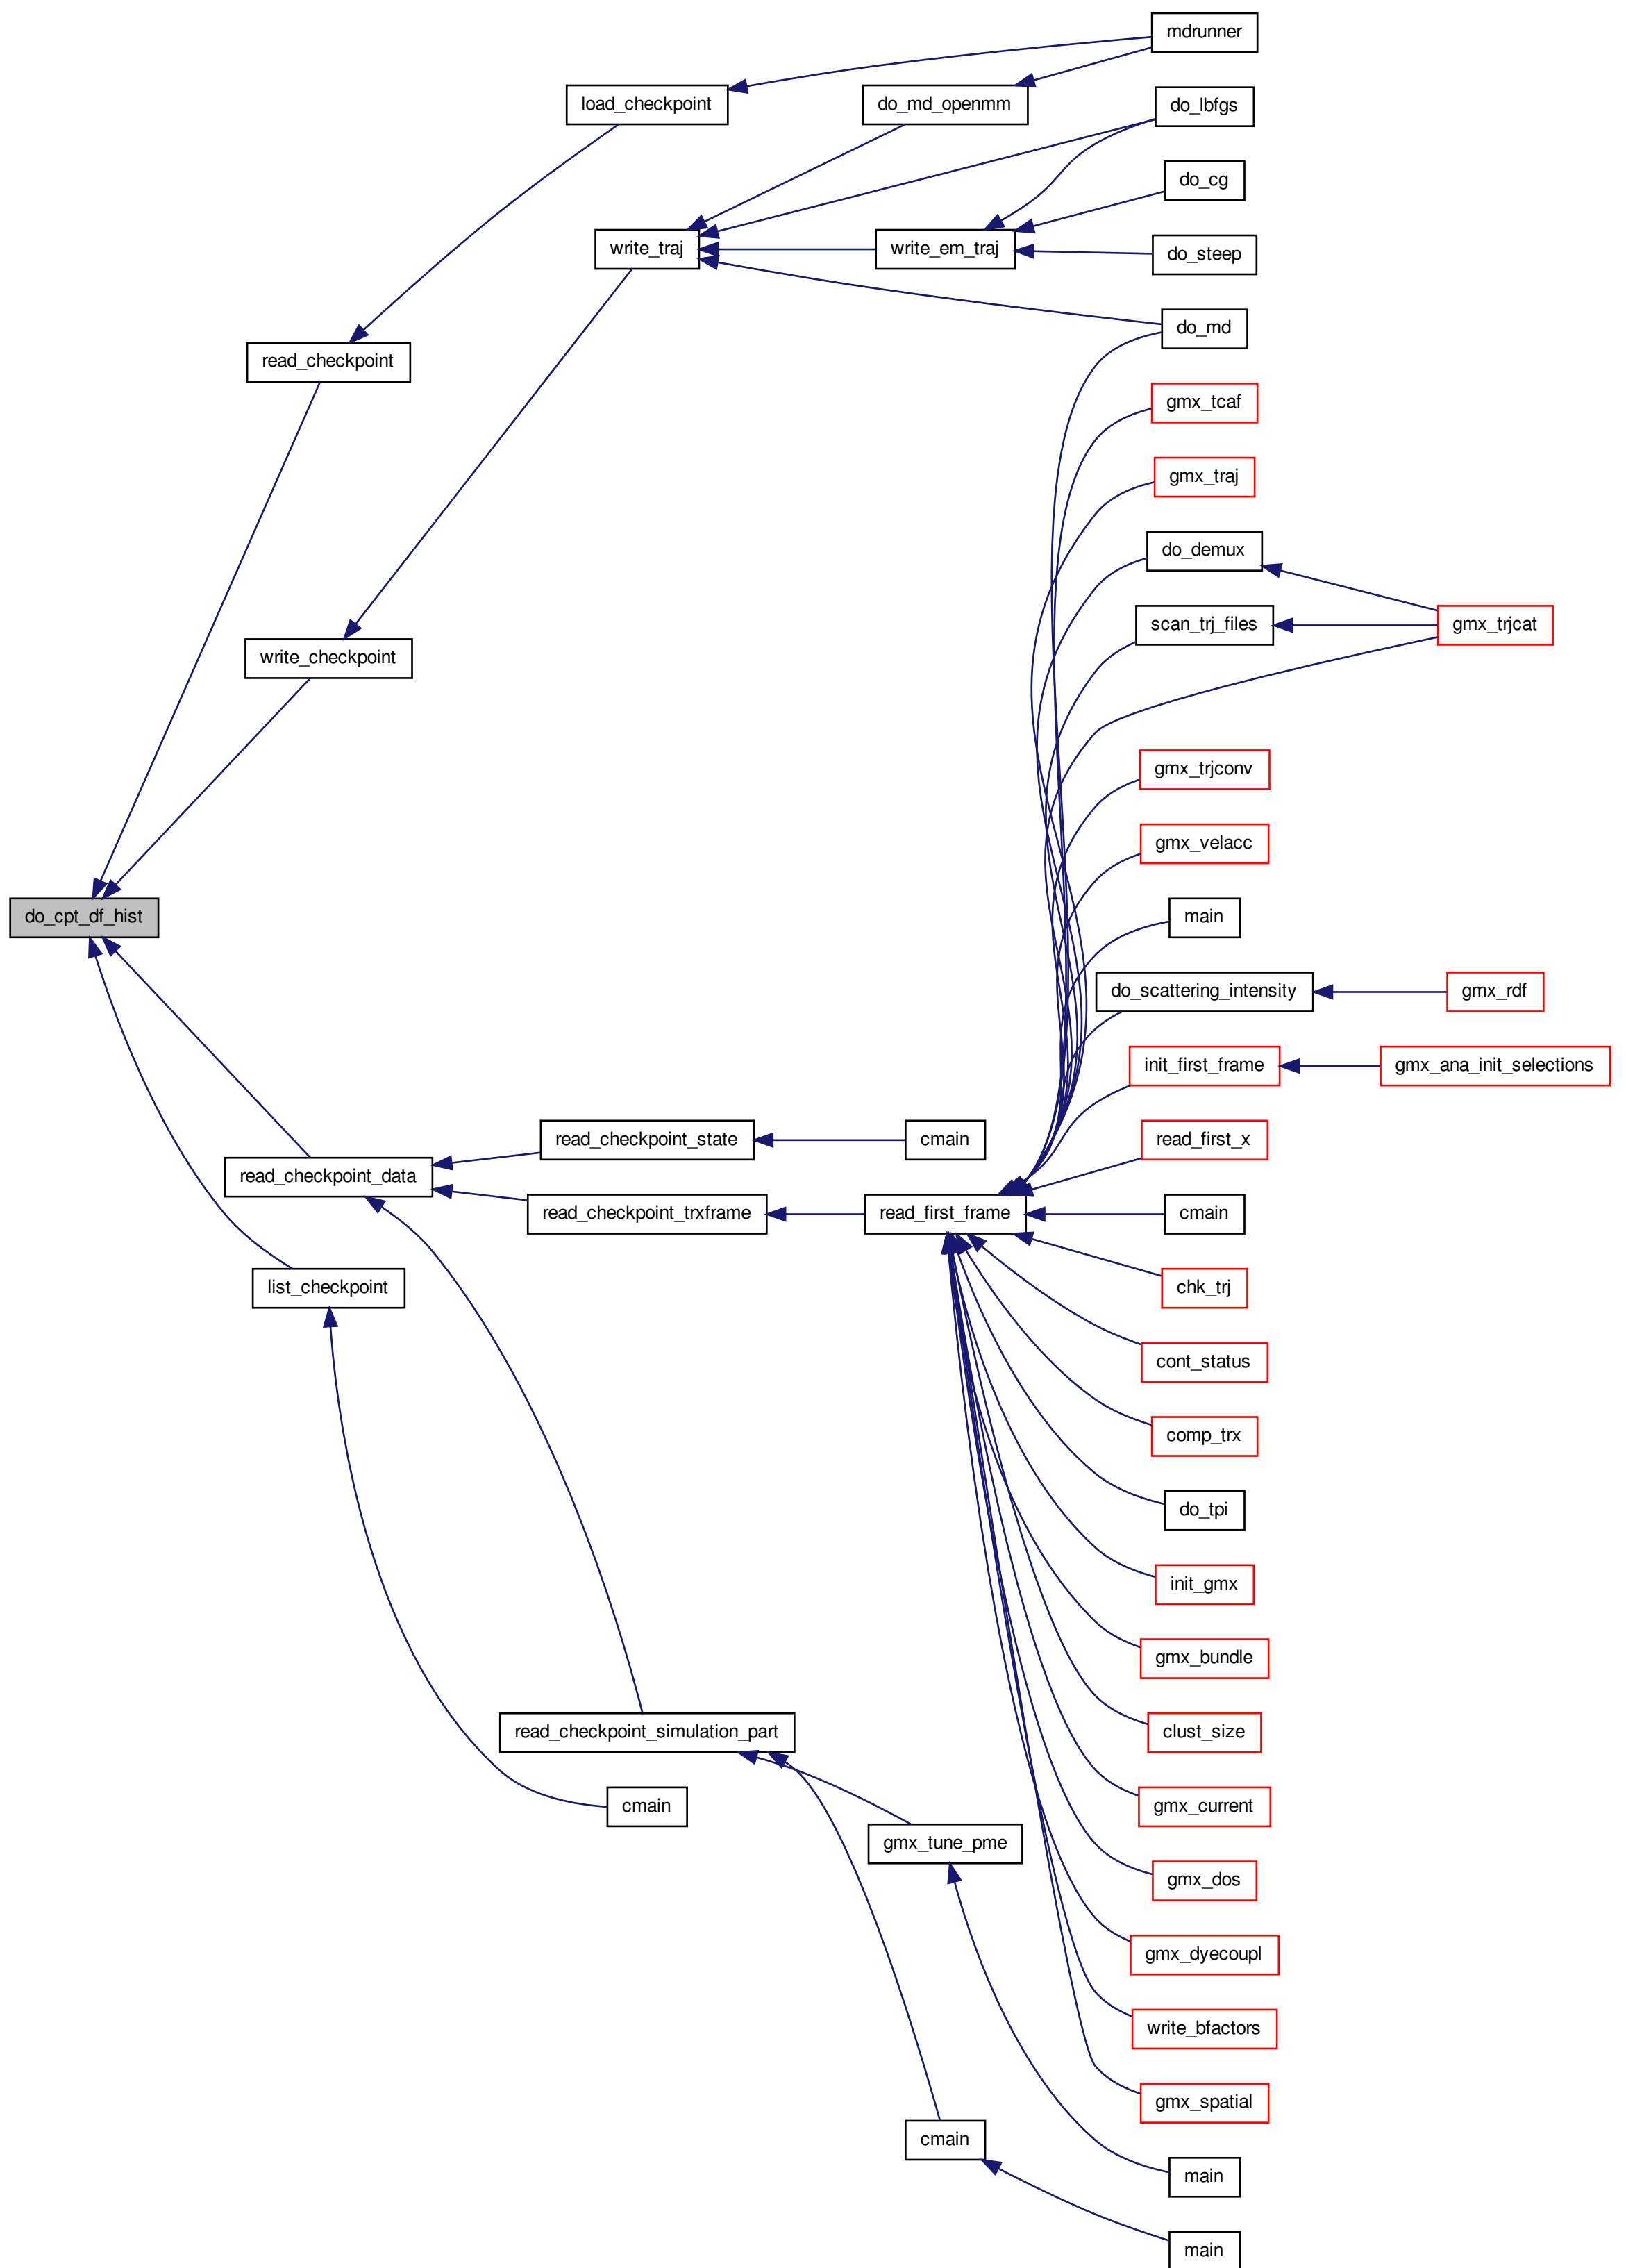 mdrunner
load_checkpoint
do_md_openmm
do_lbfgs
do_cg
write_traj
write_em_traj
do_steep
do_md
read_checkpoint
gmx_tcaf
gmx_traj
do_demux
scan_trj_files
gmx_trjcat
write_checkpoint
gmx_trjconv
gmx_velacc
do_cpt_df_hist
main
do_scattering_intensity
gmx_rdf
init_first_frame
gmx_ana_init_selections
read_checkpoint_state
cmain
read_first_x
read_checkpoint_data
read_checkpoint_trxframe
read_first_frame
cmain
list_checkpoint
chk_trj
cont_status
comp_trx
do_tpi
init_gmx
gmx_bundle
read_checkpoint_simulation_part
clust_size
cmain
gmx_current
gmx_tune_pme
gmx_dos
gmx_dyecoupl
write_bfactors
gmx_spatial
cmain
main
main